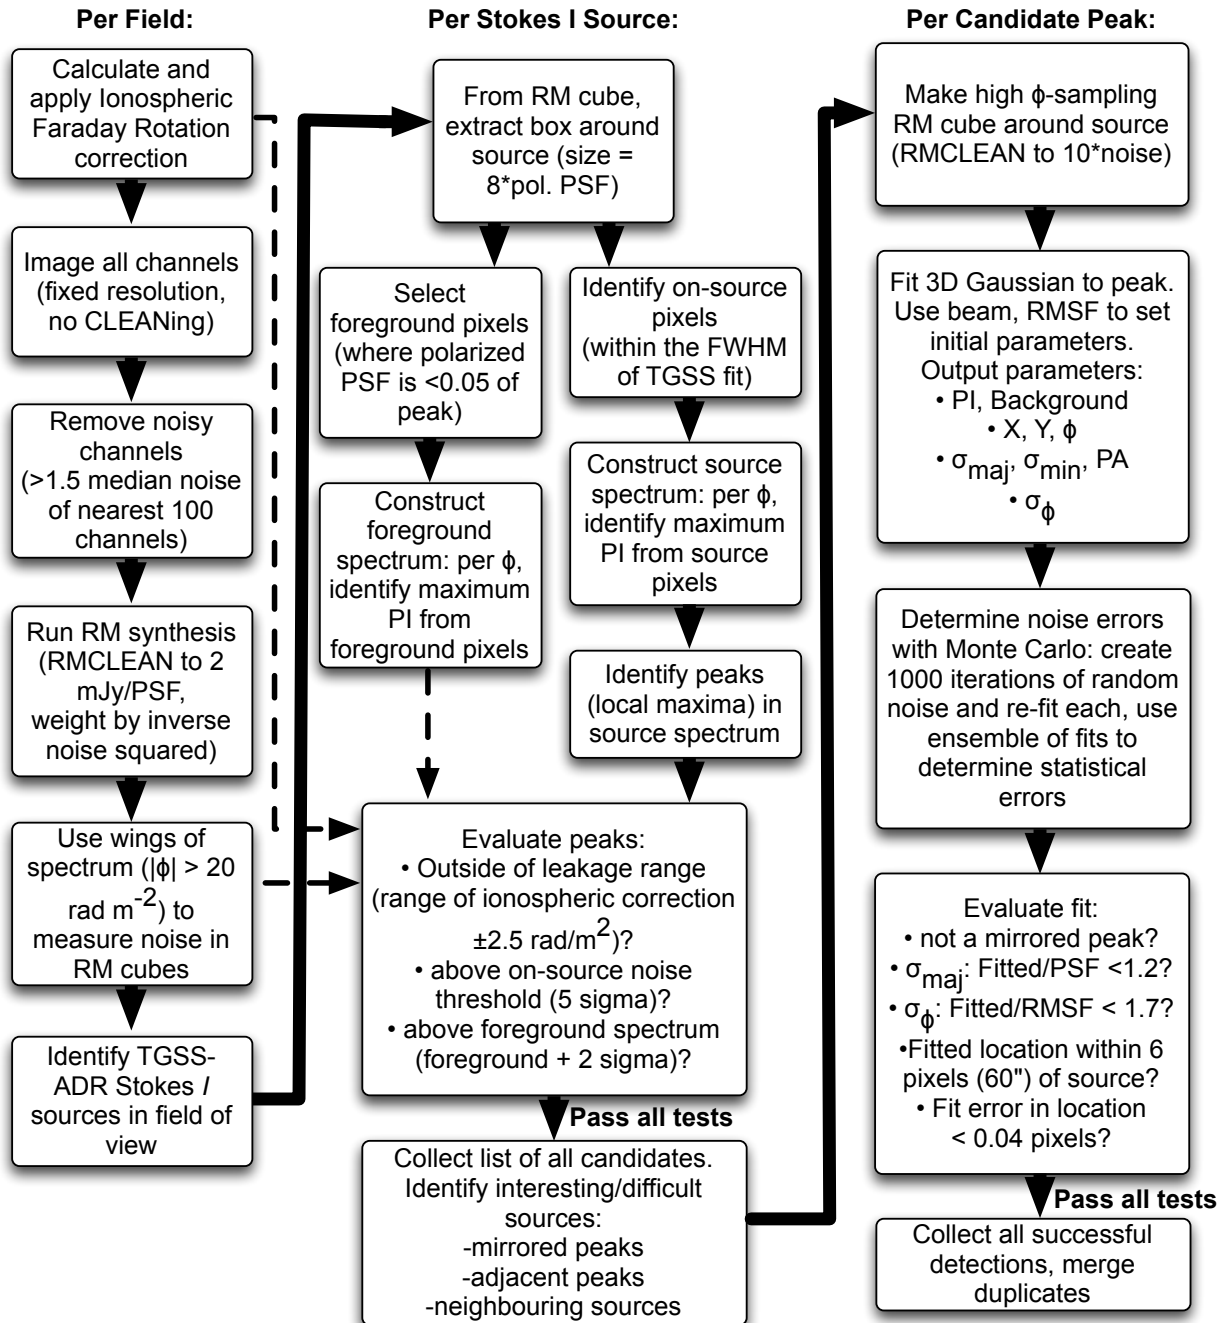 Per Field:
Calculate and
apply Ionospheric
Faraday Rotation
correction
Image all channels
(fixed resolution,
no CLEANing)
Remove noisy
channels
(>1.5 median noise
of nearest 100
channels)
Run RM synthesis
(RMCLEAN to 2
mJy/PSF,
weight by inverse
noise squared)
Use wings of
spectrum (|ϕ| > 20
rad m⁻²) to
measure noise in
RM cubes
Identify TGSS-
ADR Stokes I
sources in field of
view
Per Stokes I Source:
From RM cube,
extract box around
source (size =
8*pol. PSF)
Select
foreground pixels
(where polarized
PSF is <0.05 of
peak)
Construct
foreground
spectrum: per ϕ,
identify maximum
PI from
foreground pixels
Identify on-source
pixels
(within the FWHM
of TGSS fit)
Construct source
spectrum: per ϕ,
identify maximum
PI from source
pixels
Identify peaks
(local maxima) in
source spectrum
Evaluate peaks:
• Outside of leakage range
(range of ionospheric correction
±2.5 rad/m²)?
• above on-source noise
threshold (5 sigma)?
• above foreground spectrum
(foreground + 2 sigma)?
Pass all tests
Collect list of all candidates.
Identify interesting/difficult
sources:
-mirrored peaks
-adjacent peaks
-neighbouring sources
Per Candidate Peak:
Make high ϕ-sampling
RM cube around source
(RMCLEAN to 10*noise)
Fit 3D Gaussian to peak.
Use beam, RMSF to set
initial parameters.
Output parameters:
• PI, Background
• X, Y, ϕ
• σmaj, σmin, PA
• σϕ
Determine noise errors
with Monte Carlo: create
1000 iterations of random
noise and re-fit each, use
ensemble of fits to
determine statistical
errors
Evaluate fit:
• not a mirrored peak?
• σmaj: Fitted/PSF <1.2?
• σϕ: Fitted/RMSF < 1.7?
•Fitted location within 6
pixels (60") of source?
• Fit error in location
< 0.04 pixels?
Pass all tests
Collect all successful
detections, merge
duplicates